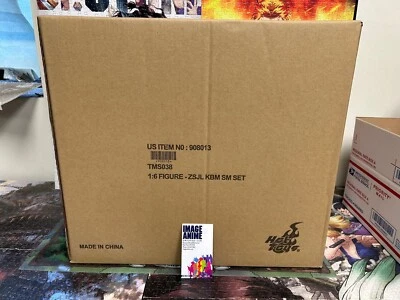 US ITEM NO : 908013
TMS038
1:6 FIGURE - ZSJL KBM SM SET
MADE IN CHINA
IMAGE
ANIME
Hot
Toys